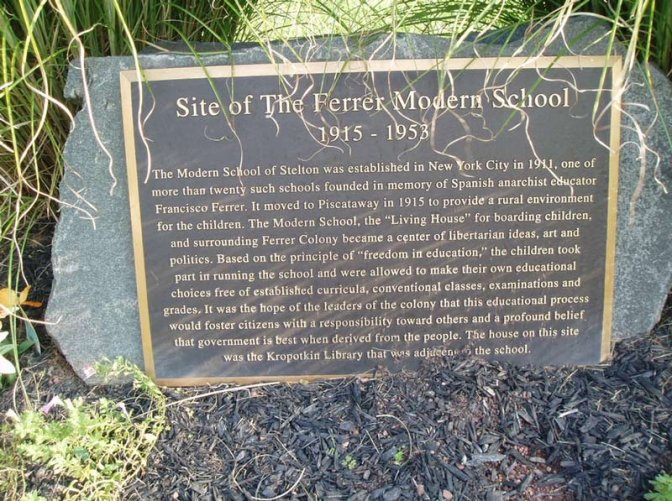 Site of The Ferrer Modern School
1915 - 1953
The Modern School of Stelton was established in New York City in 1911, one of
more than twenty such schools founded in memory of Spanish anarchist educator
Francisco Ferrer. It moved to Piscataway in 1915 to provide a rural environment
for the children. The Modern School, the "Living House" for boarding children,
and surrounding Ferrer Colony became a center of libertarian ideas, art and
politics. Based on the principle of "freedom in education," the children took
part in running the school and were allowed to make their own educational
choices free of established curricula, conventional classes, examinations and
grades. It was the hope of the leaders of the colony that this educational process
would foster citizens with a responsibility toward others and a profound belief
that government is best when derived from the people. The house on this site
was the Kropotkin Library that was adjacent to the school.